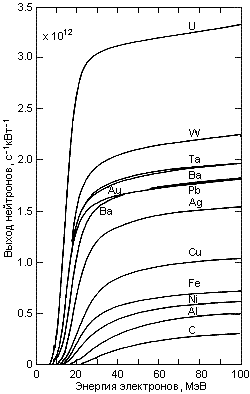 3.5
x 10¹²
U
3.0
2.5
W
2.0
Ta
Au
Ba
Pb
Ba
Ag
1.5
1.0
Cu
Fe
0.5
Ni
Al
C
0
0 20 40 60 80 100
Энергия электронов, МэВ
Выход нейтронов, с⁻¹кВт⁻¹